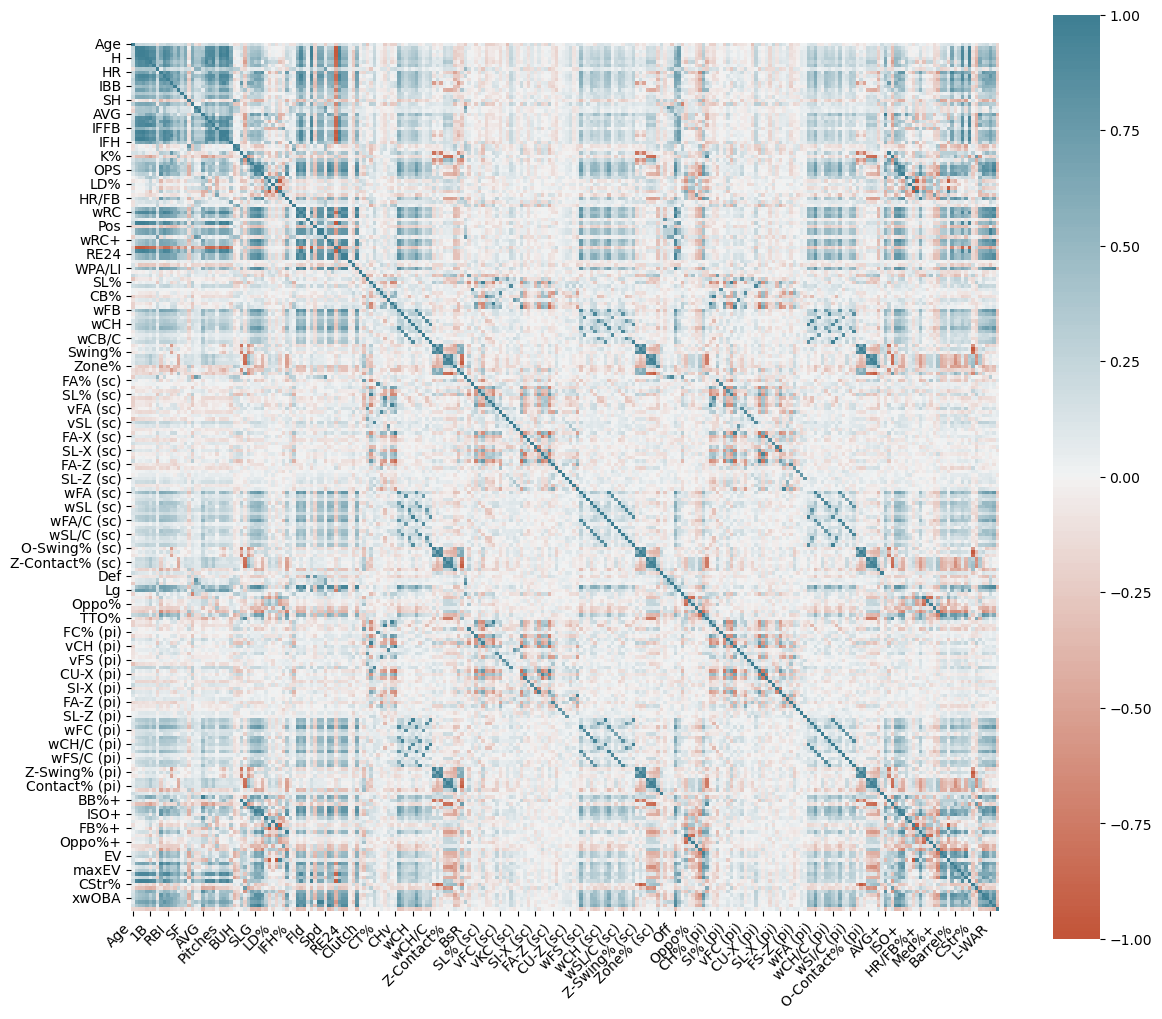 Age
H
HR
IBB
SH
AVG
IFFB
IFH
K%
OPS
LD%
HR/FB
wRC
Pos
wRC+
RE24
WPA/LI
SL%
CB%
wFB
wCH
wCB/C
Swing%
Zone%
FA% (sc)
SL% (sc)
vFA (sc)
vSL (sc)
FA-X (sc)
SL-X (sc)
FA-Z (sc)
SL-Z (sc)
wFA (sc)
wSL (sc)
wFA/C (sc)
wSL/C (sc)
O-Swing% (sc)
Z-Contact% (sc)
Def
Lg
Oppo%
TTO%
FC% (pi)
vCH (pi)
vFS (pi)
CU-X (pi)
SI-X (pi)
FA-Z (pi)
SL-Z (pi)
wFC (pi)
wCH/C (pi)
wFS/C (pi)
Z-Swing% (pi)
Contact% (pi)
BB%+
ISO+
FB%+
Oppo%+
EV
maxEV
CStr%
xwOBA
Age
1B
RBI
SF
AVG
Pitches
BUH
SLG
LD%
IFH%
Fld
Spd
RE24
Clutch
CT%
CHv
wCH
wCH/C
Z-Contact%
BsR
SL% (sc)
vFC (sc)
vKC (sc)
SI-X (sc)
FA-Z (sc)
CU-Z (sc)
wFS (sc)
wCH (sc)
wSL/C (sc)
Z-Swing% (sc)
Zone% (sc)
Off
Oppo%
CH% (pi)
SI% (pi)
vFC (pi)
CU-X (pi)
SL-X (pi)
FS-Z (pi)
wFA (pi)
wCH/C (pi)
wSI/C (pi)
O-Contact% (pi)
AVG+
ISO+
HR/FB%+
Med%+
Barrel%
CStr%
L-WAR
1.00
0.75
0.50
0.25
0.00
−0.25
−0.50
−0.75
−1.00